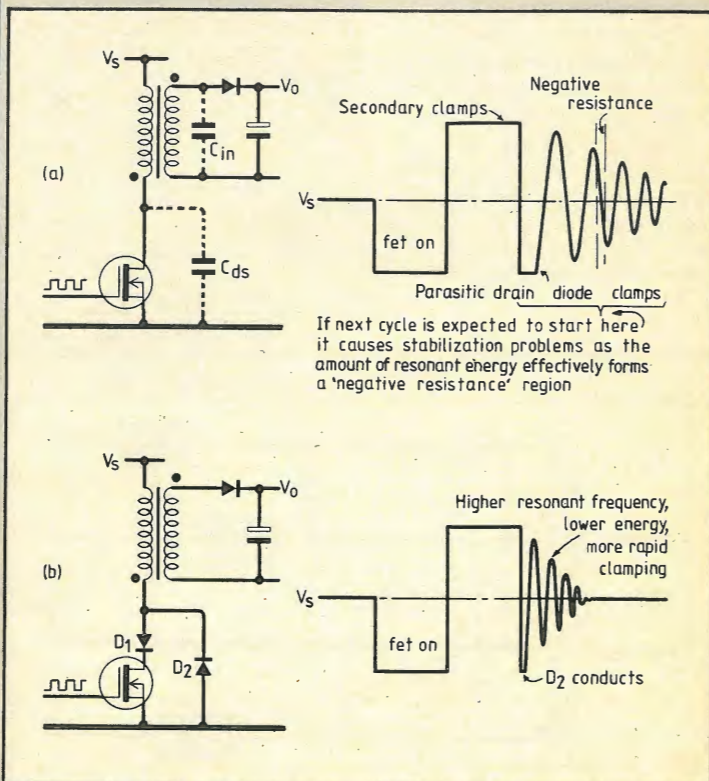 Vs
Vo
Cin
(a)
Cds
Secondary clamps
Negative
resistance
Vs
fet on
Parasitic drain diode clamps
If next cycle is expected to start here
it causes stabilization problems as the
amount of resonant energy effectively forms
a 'negative resistance' region
Vs
Vo
(b)
D1
D2
Higher resonant frequency,
lower energy,
more rapid
clamping
Vs
fet on
D2 conducts